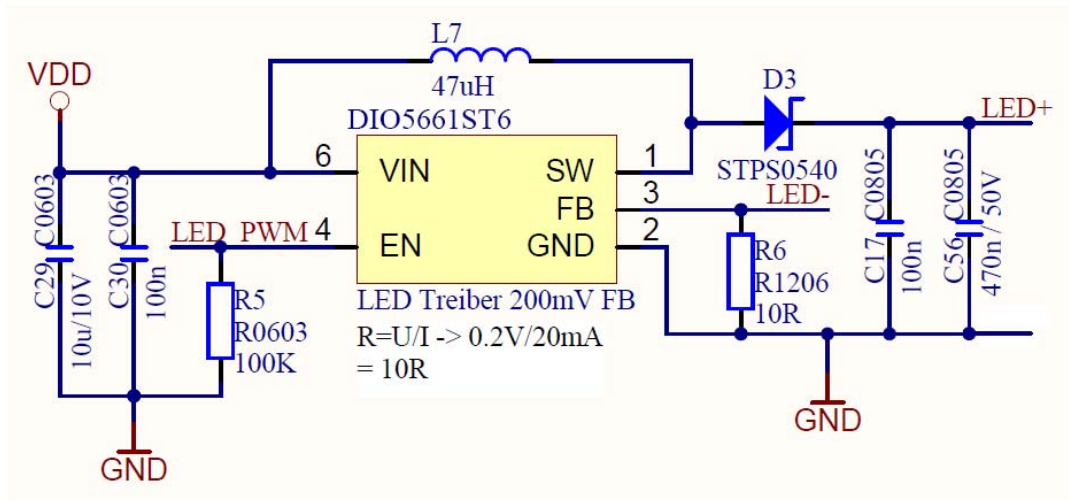 L7
47uH
VDD
D3
DIO5661ST6
LED+
6
VIN
SW
1
STPS0540
3
LED-
FB
LED_PWM
4
EN
GND
2
C29
C0603
10u/10V
C30
C0603
100n
R5
R0603
100K
LED Treiber 200mV FB
R=U/I -> 0.2V/20mA
= 10R
R6
R1206
10R
C17
C0805
100n
C56
C0805
470n / 50V
GND
GND